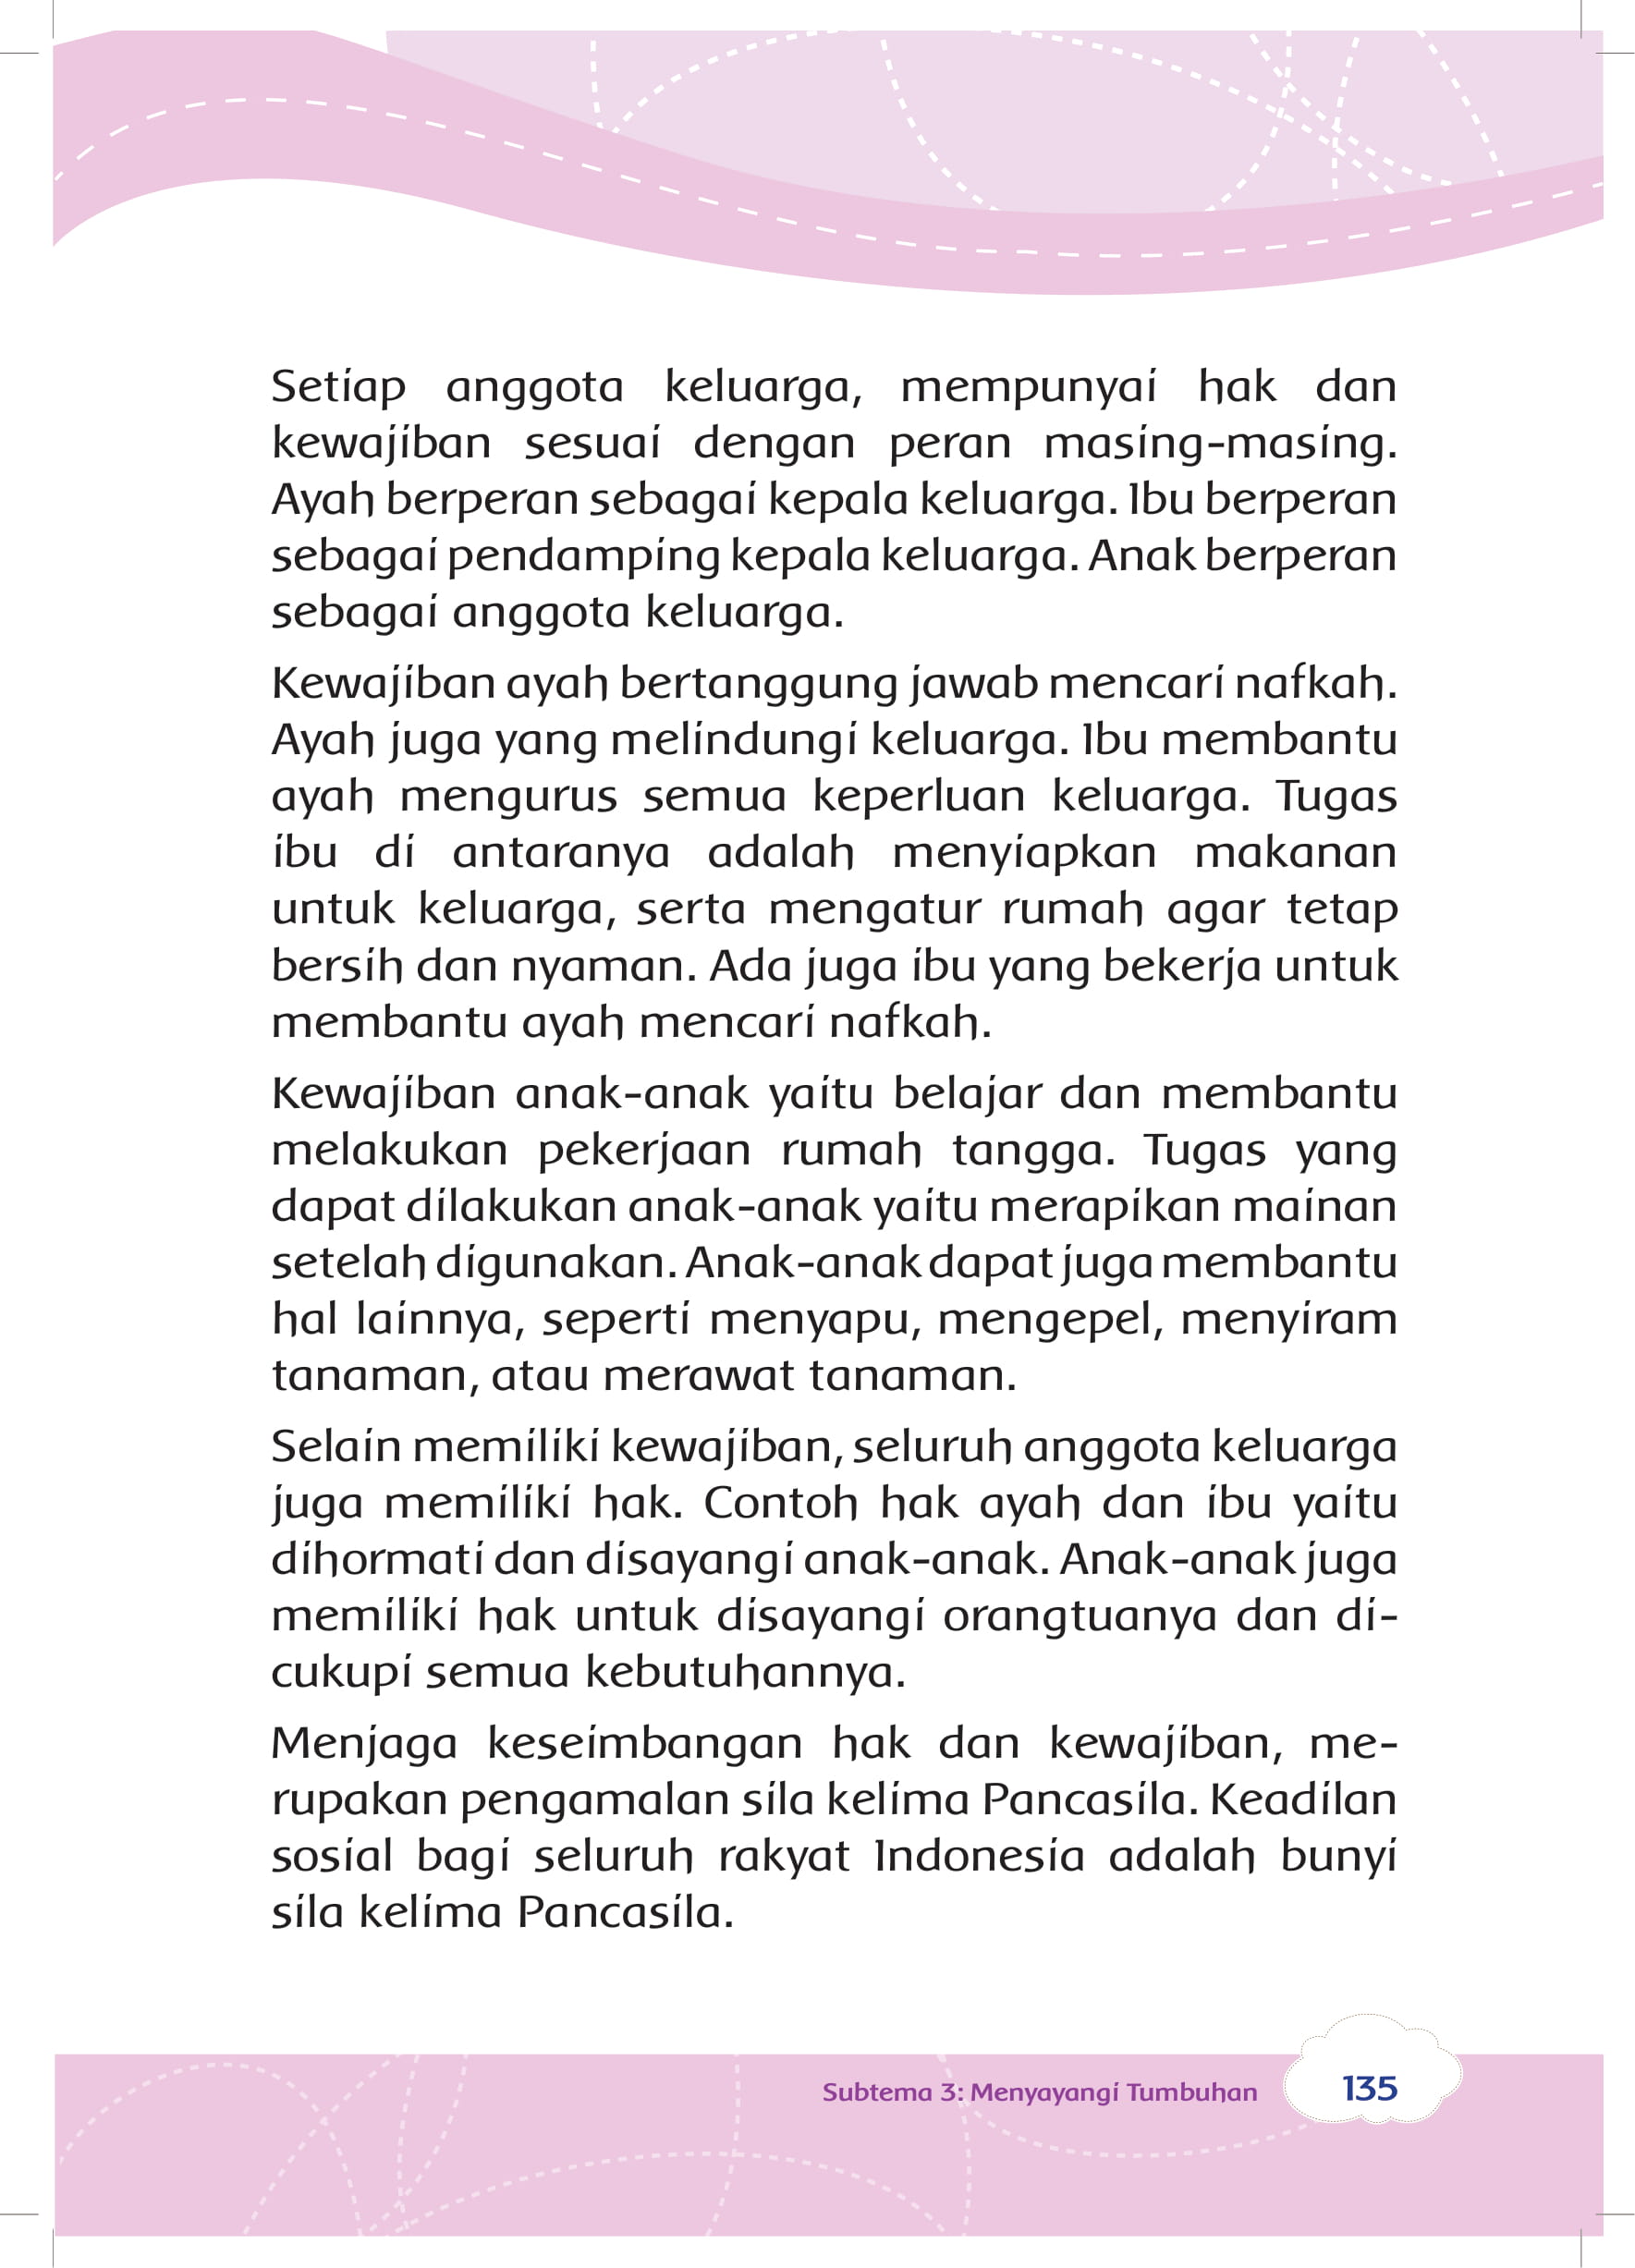 Setiap anggota keluarga, mempunyai hak dan
kewajiban sesuai dengan peran masing-masing.
Ayah berperan sebagai kepala keluarga. Ibu berperan
sebagai pendamping kepala keluarga. Anak berperan
sebagai anggota keluarga.
Kewajiban ayah bertanggung jawab mencari nafkah.
Ayah juga yang melindungi keluarga. Ibu membantu
ayah mengurus semua keperluan keluarga. Tugas
ibu di antaranya adalah menyiapkan makanan
untuk keluarga, serta mengatur rumah agar tetap
bersih dan nyaman. Ada juga ibu yang bekerja untuk
membantu ayah mencari nafkah.
Kewajiban anak-anak yaitu belajar dan membantu
melakukan pekerjaan rumah tangga. Tugas yang
dapat dilakukan anak-anak yaitu merapikan mainan
setelah digunakan. Anak-anak dapat juga membantu
hal lainnya, seperti menyapu, mengepel, menyiram
tanaman, atau merawat tanaman.
Selain memiliki kewajiban, seluruh anggota keluarga
juga memiliki hak. Contoh hak ayah dan ibu yaitu
dihormati dan disayangi anak-anak. Anak-anak juga
memiliki hak untuk disayangi orangtuanya dan di-
cukupi semua kebutuhannya.
Menjaga keseimbangan hak dan kewajiban, me-
rupakan pengamalan sila kelima Pancasila. Keadilan
sosial bagi seluruh rakyat Indonesia adalah bunyi
sila kelima Pancasila.
Subtema 3: Menyayangi Tumbuhan
135